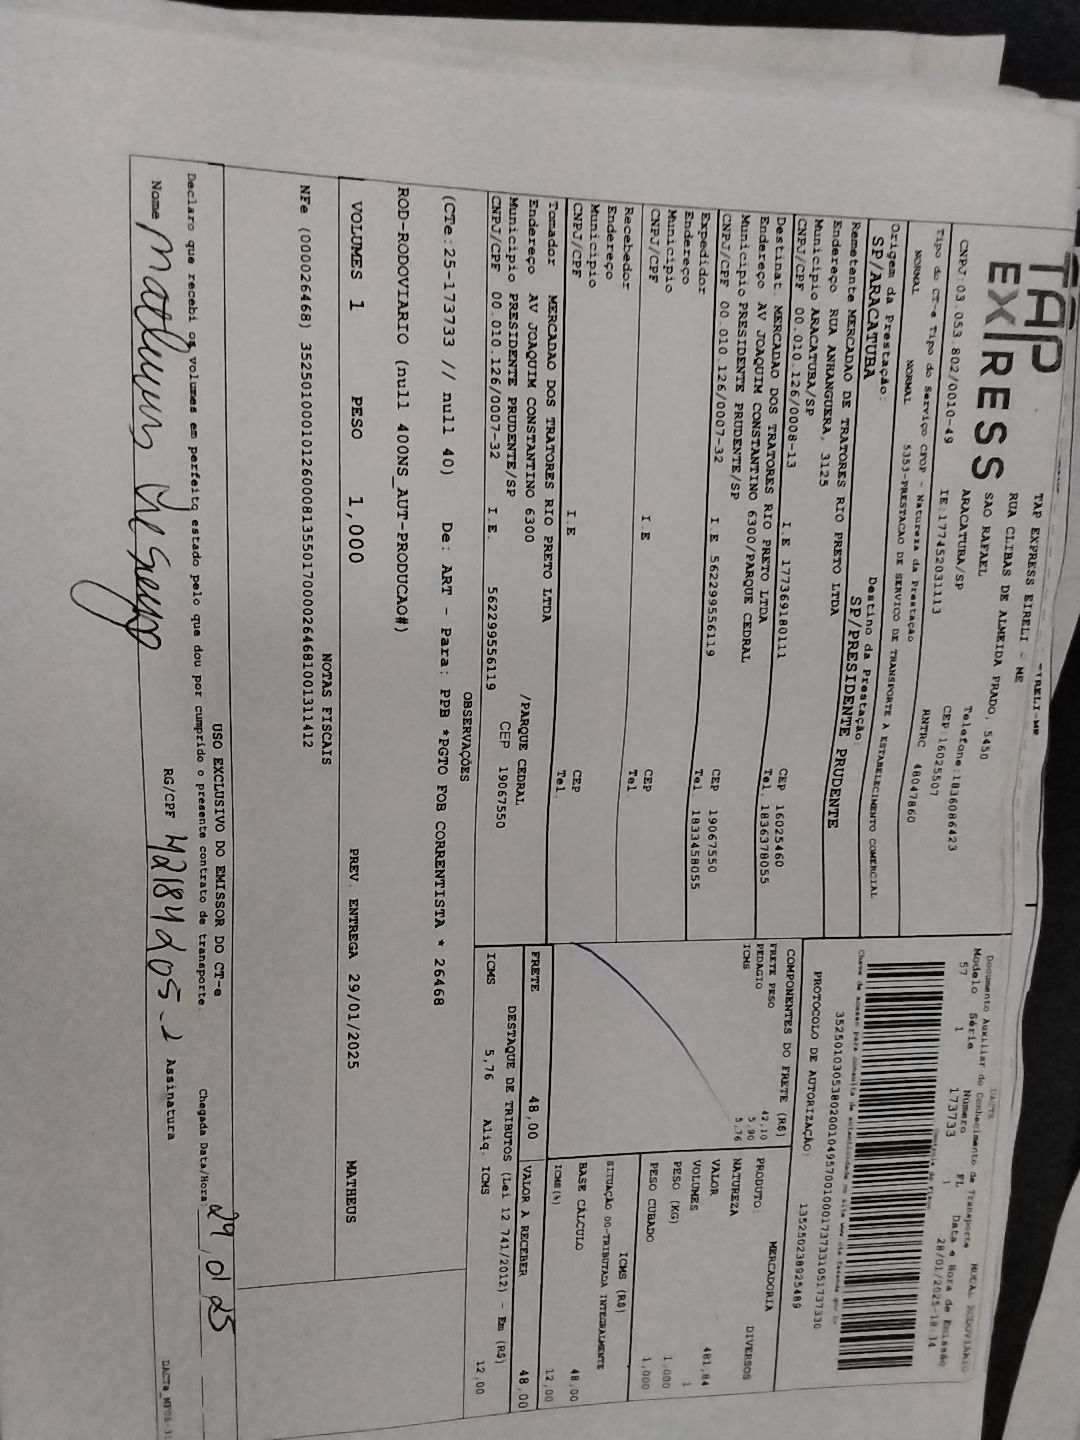 TAP
EX/RESS
TAP EXPRESS EIRELI - ME
RUA CLIBAS DE ALMEIDA PRADO, 5450
SAO RAFAEL
ARACATURA/SP
Telefone:1836086423
CNPJ:03.053.802/0010-49 IE:177452031113 CEP:16025507
Tipo do CT-e Tipo do Serviço CFOP - Natureza da Prestação RNTRC 48047860
NORMAL NORMAL 5353-PRESTACAO DE SERVICO DE TRANSPORTE A ESTABELECIMENTO COMERCIAL
Origem da Prestação: Destino da Prestação:
SP/ARACATUBA SP/PRESIDENTE PRUDENTE
Remetente MERCADAO DE TRATORES RIO PRETO LTDA
Endereço RUA ANHANGUERA, 3125
Município ARACATUBA/SP CEP 16025460
CNPJ/CPF 00.010.126/0008-13 I.E 177369180111 Tel. 1836378055
Destinat. MERCADAO DOS TRATORES RIO PRETO LTDA
Endereço AV JOAQUIM CONSTANTINO 6300/PARQUE CEDRAL
Município PRESIDENTE PRUDENTE/SP CEP 19067550
CNPJ/CPF 00.010.126/0007-32 I.E 562299556119 Tel 1833458055
Expedidor
Endereço
Município CEP
CNPJ/CPF I.E Tel.
Recebedor
Endereço
Município CEP
CNPJ/CPF I.E Tel.
Tomador MERCADAO DOS TRATORES RIO PRETO LTDA
Endereço AV JOAQUIM CONSTANTINO 6300 /PARQUE CEDRAL
Município PRESIDENTE PRUDENTE/SP CEP 19067550
CNPJ/CPF 00.010.126/0007-32 I.E. 562299556119
Documento Auxiliar do Conhecimento de Transporte
Modelo Série Número FL Data e Hora de Emissão
57 1 173733 1 28/01/2025-18:14
35250103053802001049570010001737331051737330
PROTOCOLO DE AUTORIZAÇÃO: 135250238925489
COMPONENTES DO FRETE (R$)
FRETE PESO 42,10
PEDAGIO 5,90
ICMS 5,76
MERCADORIA
PRODUTO: DIVERSOS
NATUREZA
VALOR 481,84
VOLUMES 1
PESO (KG) 1,000
PESO CUBADO 1,000
ICMS (R$)
SITUAÇÃO 00-TRIBUTADA INTEGRALMENTE
BASE CÁLCULO 48,00
ICMS(%) 12,00
FRETE 48,00 VALOR A RECEBER 48,00
DESTAQUE DE TRIBUTOS (Lei 12.741/2012) - Em (R$)
ICMS 5,76 Aliq. ICMS 12,00
OBSERVAÇÕES
(CTe:25-173733 // null 40) De: ART - Para: PPB *PGTO FOB CORRENTISTA * 26468
ROD-RODOVIARIO (null 400NS_AUT-PRODUCAO#)
VOLUMES 1 PESO 1,000 PREV. ENTREGA 29/01/2025 MATHEUS
NOTAS FISCAIS
NFe (000026468) 35250100010126000813550170000264681001311412
USO EXCLUSIVO DO EMISSOR DO CT-e
Declaro que recebi os volumes em perfeito estado pelo que dou por cumprido o presente contrato de transporte. Chegada Data/Hora 29,01 25
Nome RG/CPF Assinatura